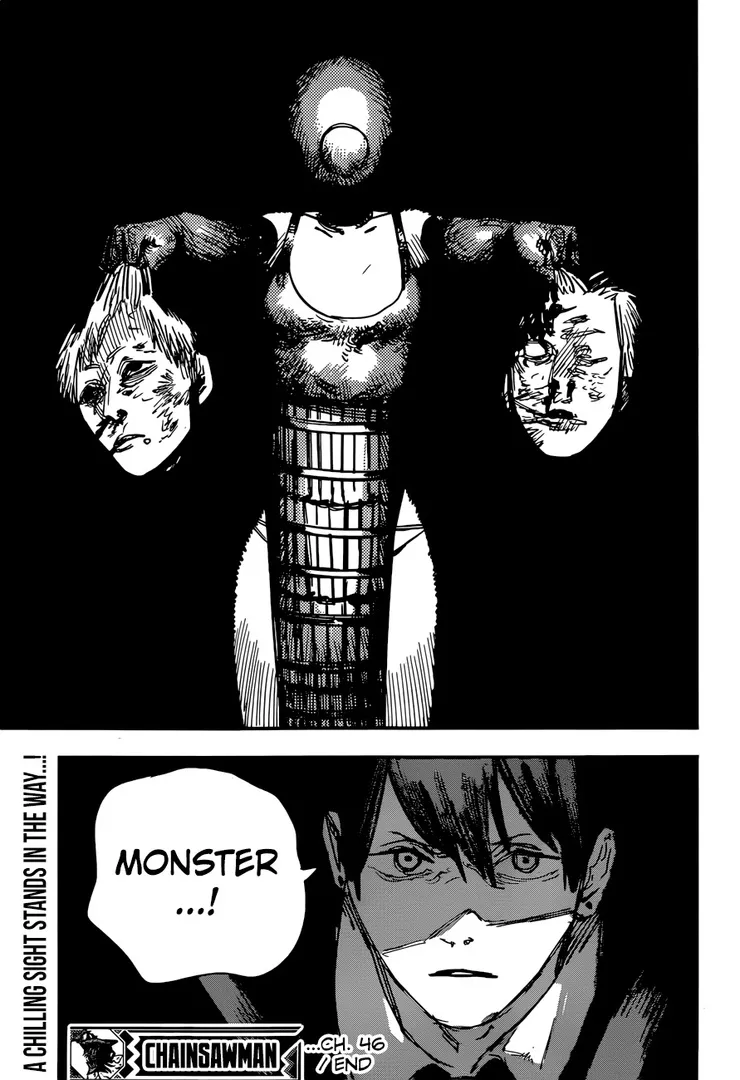 A CHILLING SIGHT STANDS IN THE WAY...!
MONSTER
...!
CHAINSAWMAN
...CH. 46
/ END